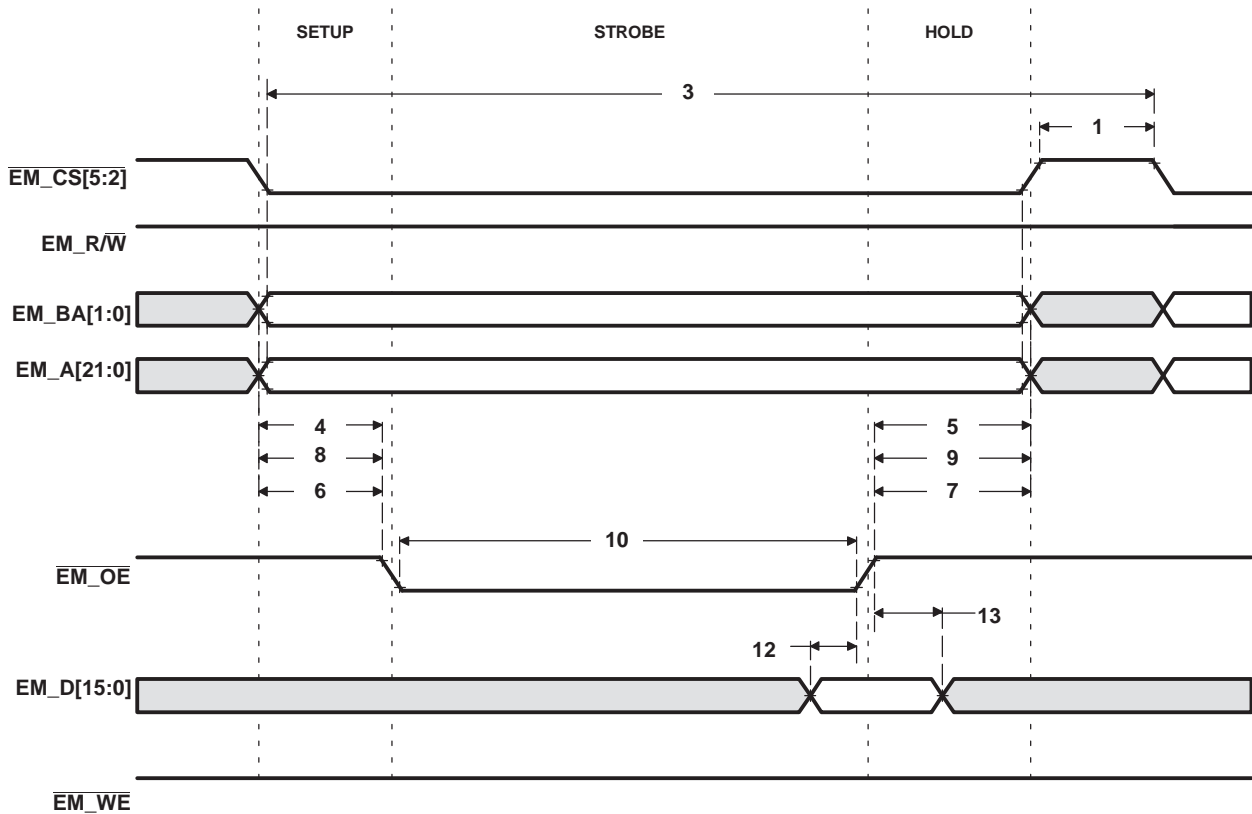 SETUP STROBE HOLD
3
1
EM_CS[5:2]
EM_R/W
EM_BA[1:0]
EM_A[21:0]
4 5
8 9
6 7
10
EM_OE
13
12
EM_D[15:0]
EM_WE